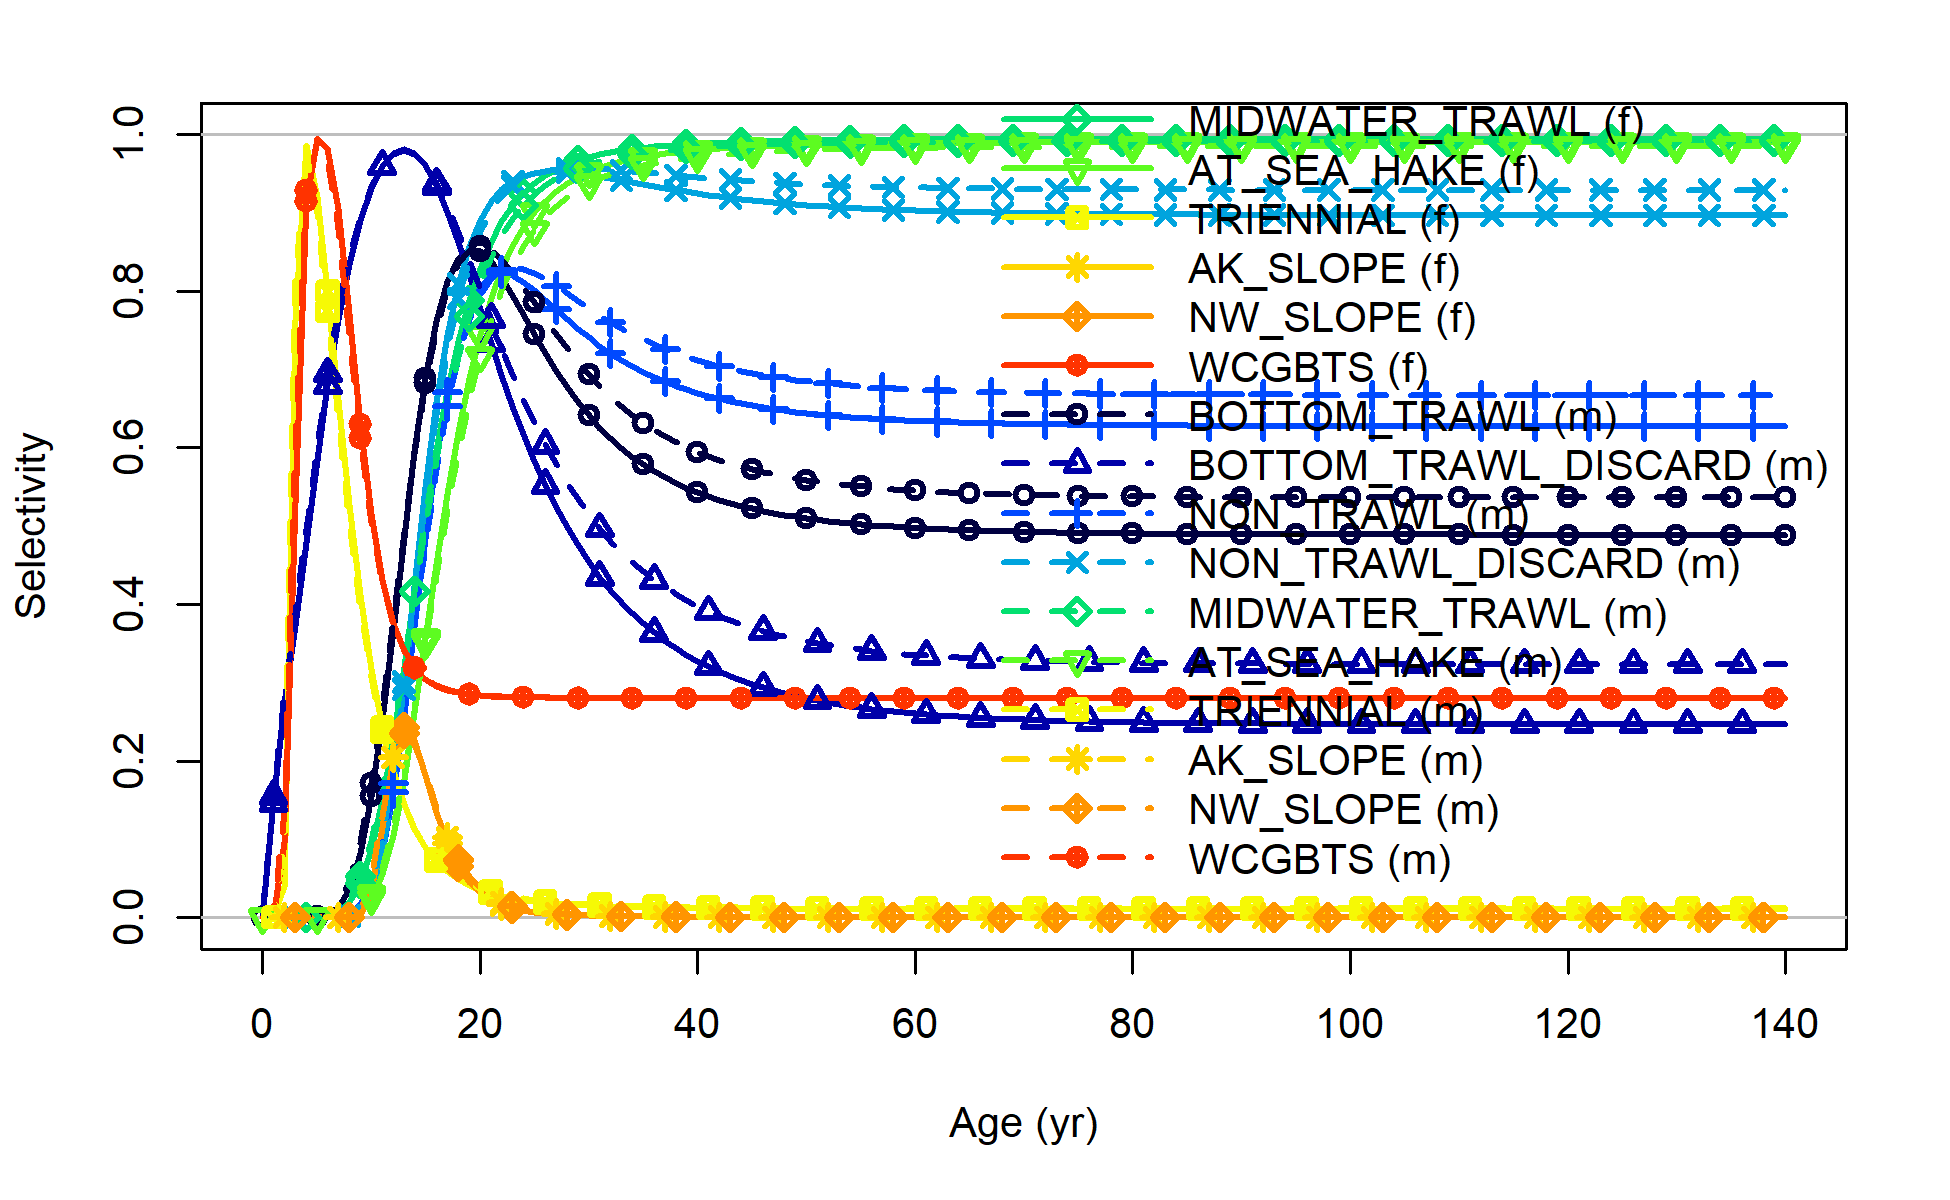 MIDWATER_TRAWL (f)
AT_SEA_HAKE (f)
TRIENNIAL (f)
AK_SLOPE (f)
NW_SLOPE (f)
WCGBTS (f)
BOTTOM_TRAWL (m)
BOTTOM_TRAWL_DISCARD (m)
NON_TRAWL (m)
NON_TRAWL_DISCARD (m)
MIDWATER_TRAWL (m)
AT_SEA_HAKE (m)
TRIENNIAL (m)
AK_SLOPE (m)
NW_SLOPE (m)
WCGBTS (m)
Selectivity
1.0
0.8
0.6
0.4
0.2
0.0
0 20 40 60 80 100 120 140
Age (yr)